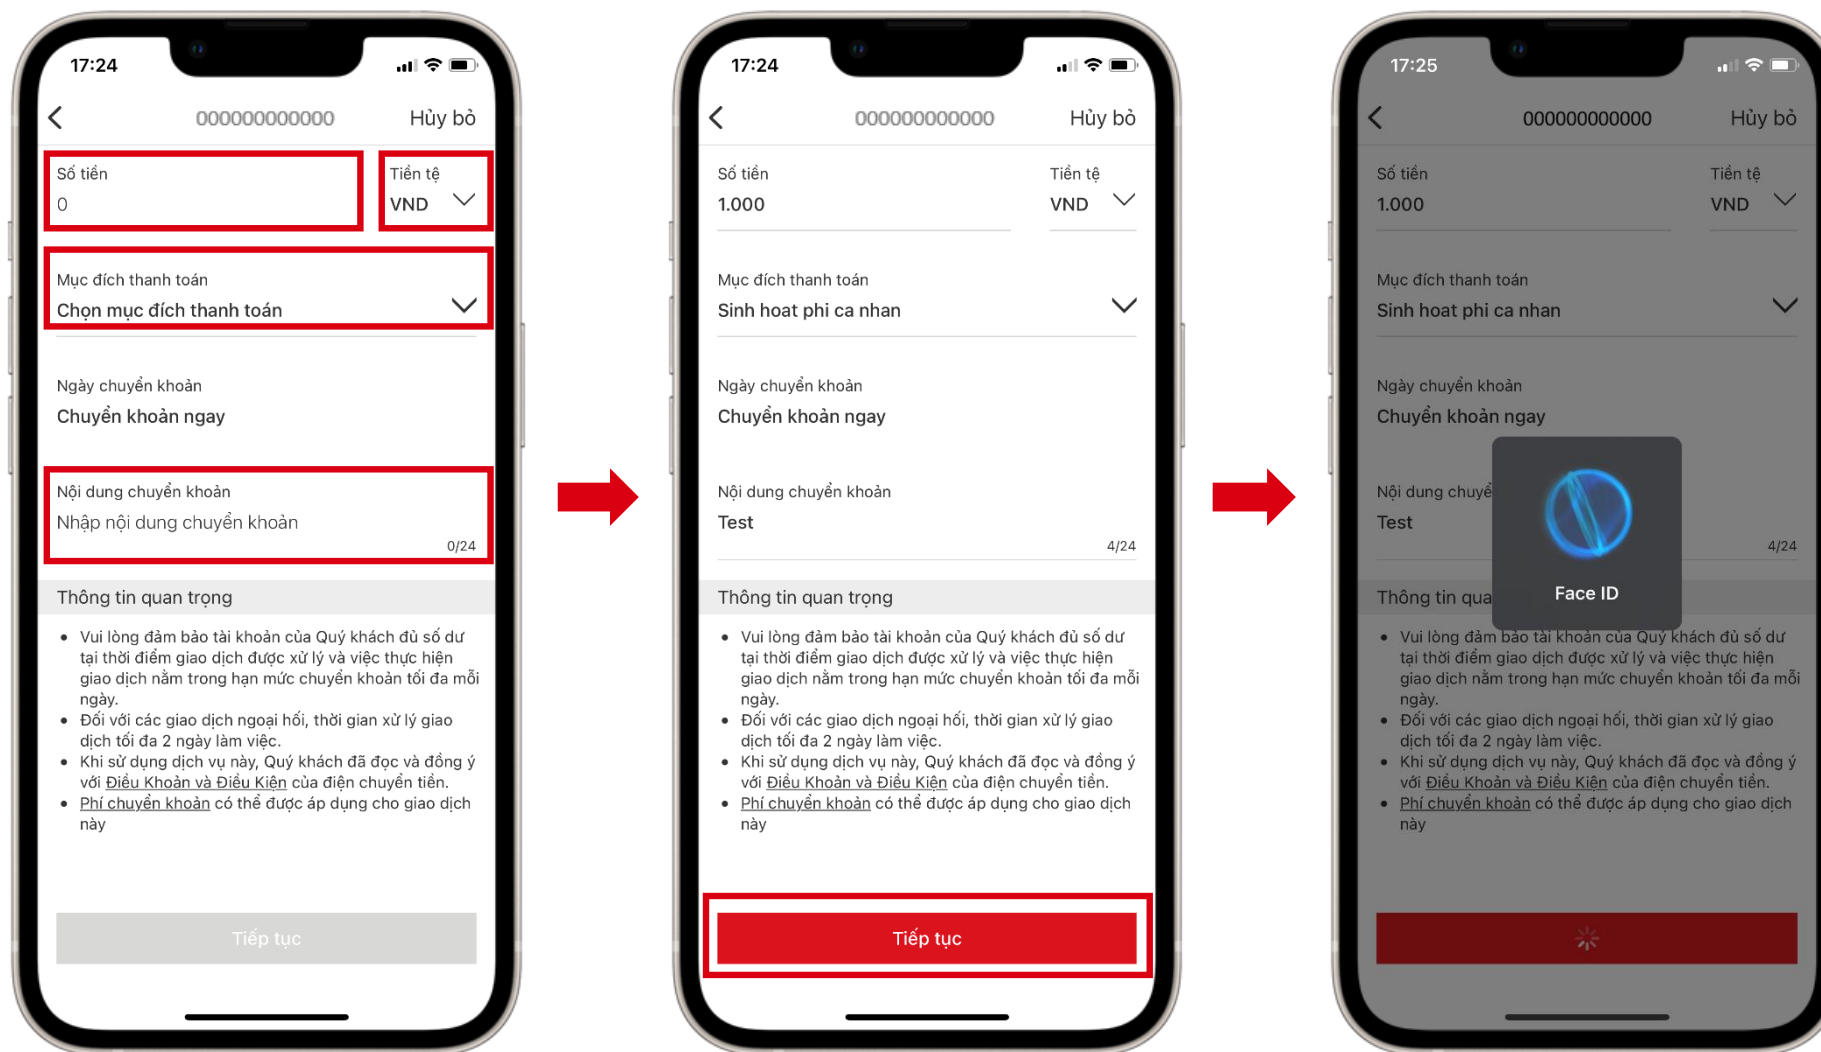 17:24
000000000000
Hủy bỏ
Số tiền
Tiền tệ
0
VND
Mục đích thanh toán
Chọn mục đích thanh toán
Ngày chuyển khoản
Chuyển khoản ngay
Nội dung chuyển khoản
Nhập nội dung chuyển khoản
0/24
Thông tin quan trọng
• Vui lòng đảm bảo tài khoản của Quý khách đủ số dư
tại thời điểm giao dịch được xử lý và việc thực hiện
giao dịch nằm trong hạn mức chuyển khoản tối đa mỗi
ngày.
• Đối với các giao dịch ngoại hối, thời gian xử lý giao
dịch tối đa 2 ngày làm việc.
• Khi sử dụng dịch vụ này, Quý khách đã đọc và đồng ý
với Điều Khoản và Điều Kiện của điện chuyển tiền.
• Phí chuyển khoản có thể được áp dụng cho giao dịch
này
Tiếp tục
17:24
000000000000
Hủy bỏ
Số tiền
Tiền tệ
1.000
VND
Mục đích thanh toán
Sinh hoat phi ca nhan
Ngày chuyển khoản
Chuyển khoản ngay
Nội dung chuyển khoản
Test
4/24
Thông tin quan trọng
• Vui lòng đảm bảo tài khoản của Quý khách đủ số dư
tại thời điểm giao dịch được xử lý và việc thực hiện
giao dịch nằm trong hạn mức chuyển khoản tối đa mỗi
ngày.
• Đối với các giao dịch ngoại hối, thời gian xử lý giao
dịch tối đa 2 ngày làm việc.
• Khi sử dụng dịch vụ này, Quý khách đã đọc và đồng ý
với Điều Khoản và Điều Kiện của điện chuyển tiền.
• Phí chuyển khoản có thể được áp dụng cho giao dịch
này
Tiếp tục
17:25
000000000000
Hủy bỏ
Số tiền
Tiền tệ
1.000
VND
Mục đích thanh toán
Sinh hoat phi ca nhan
Ngày chuyển khoản
Chuyển khoản ngay
Nội dung chuyể
Test
4/24
Face ID
Thông tin qua
• Vui lòng đảm bảo tài khoản của Quý khách đủ số dư
tại thời điểm giao dịch được xử lý và việc thực hiện
giao dịch nằm trong hạn mức chuyển khoản tối đa mỗi
ngày.
• Đối với các giao dịch ngoại hối, thời gian xử lý giao
dịch tối đa 2 ngày làm việc.
• Khi sử dụng dịch vụ này, Quý khách đã đọc và đồng ý
với Điều Khoản và Điều Kiện của điện chuyển tiền.
• Phí chuyển khoản có thể được áp dụng cho giao dịch
này